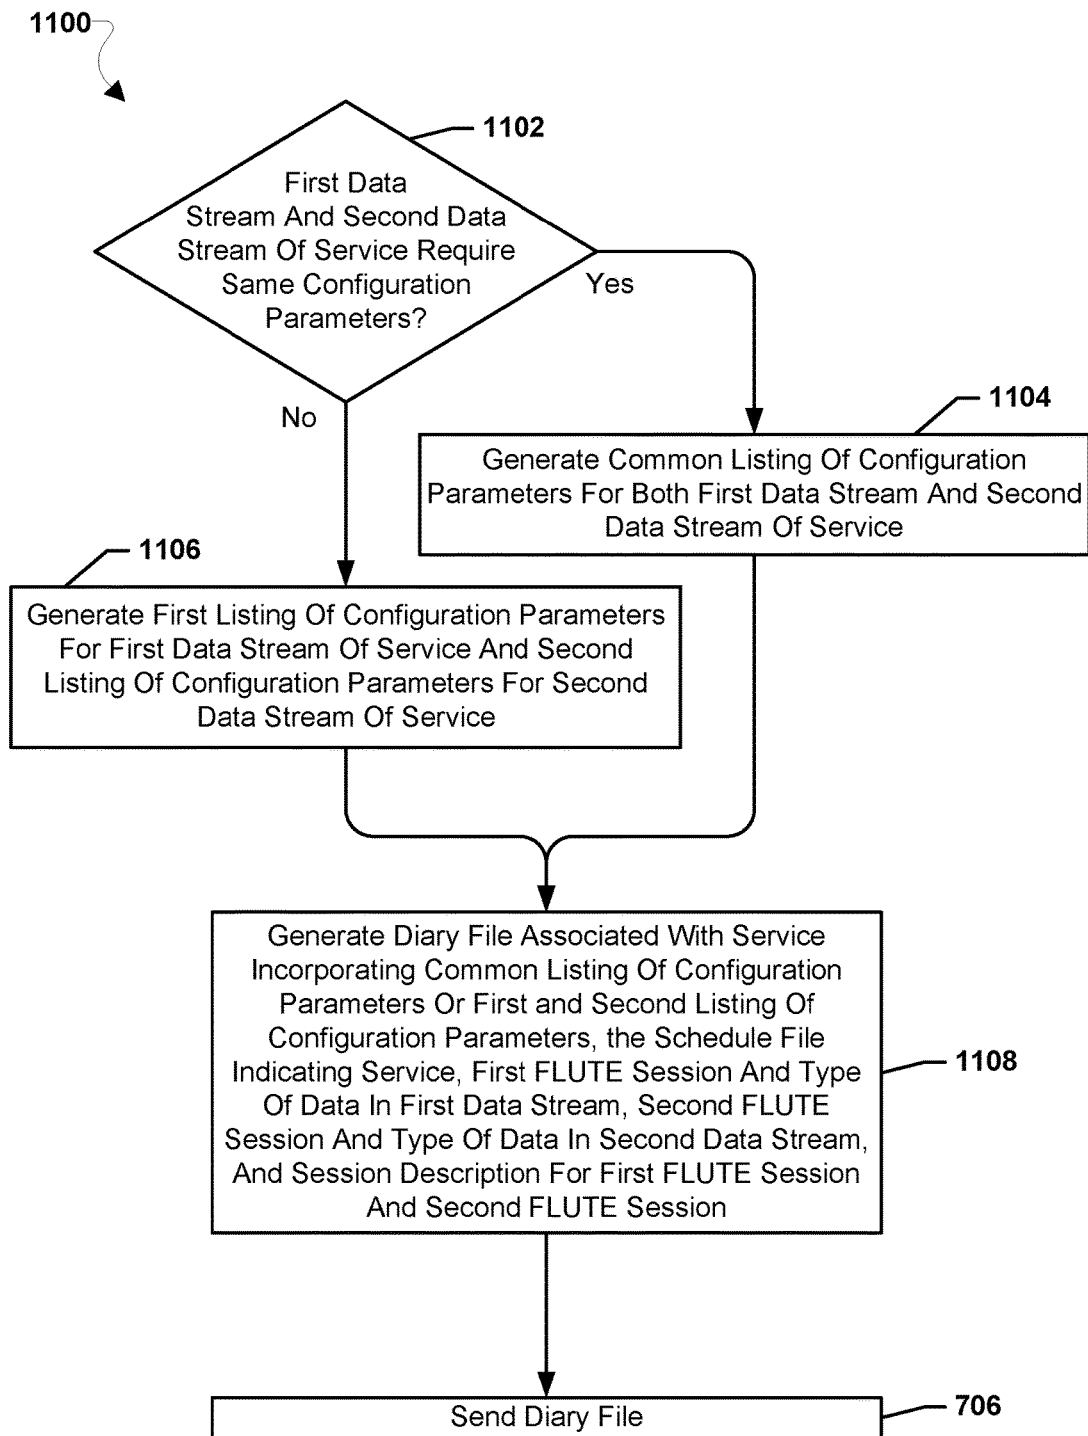 1100
1102
First Data
Stream And Second Data
Stream Of Service Require
Same Configuration
Parameters?
Yes
No
1104
Generate Common Listing Of Configuration
Parameters For Both First Data Stream And Second
Data Stream Of Service
1106
Generate First Listing Of Configuration Parameters
For First Data Stream Of Service And Second
Listing Of Configuration Parameters For Second
Data Stream Of Service
Generate Diary File Associated With Service
Incorporating Common Listing Of Configuration
Parameters Or First and Second Listing Of
Configuration Parameters, the Schedule File
Indicating Service, First FLUTE Session And Type
Of Data In First Data Stream, Second FLUTE
Session And Type Of Data In Second Data Stream,
And Session Description For First FLUTE Session
And Second FLUTE Session
1108
Send Diary File
706